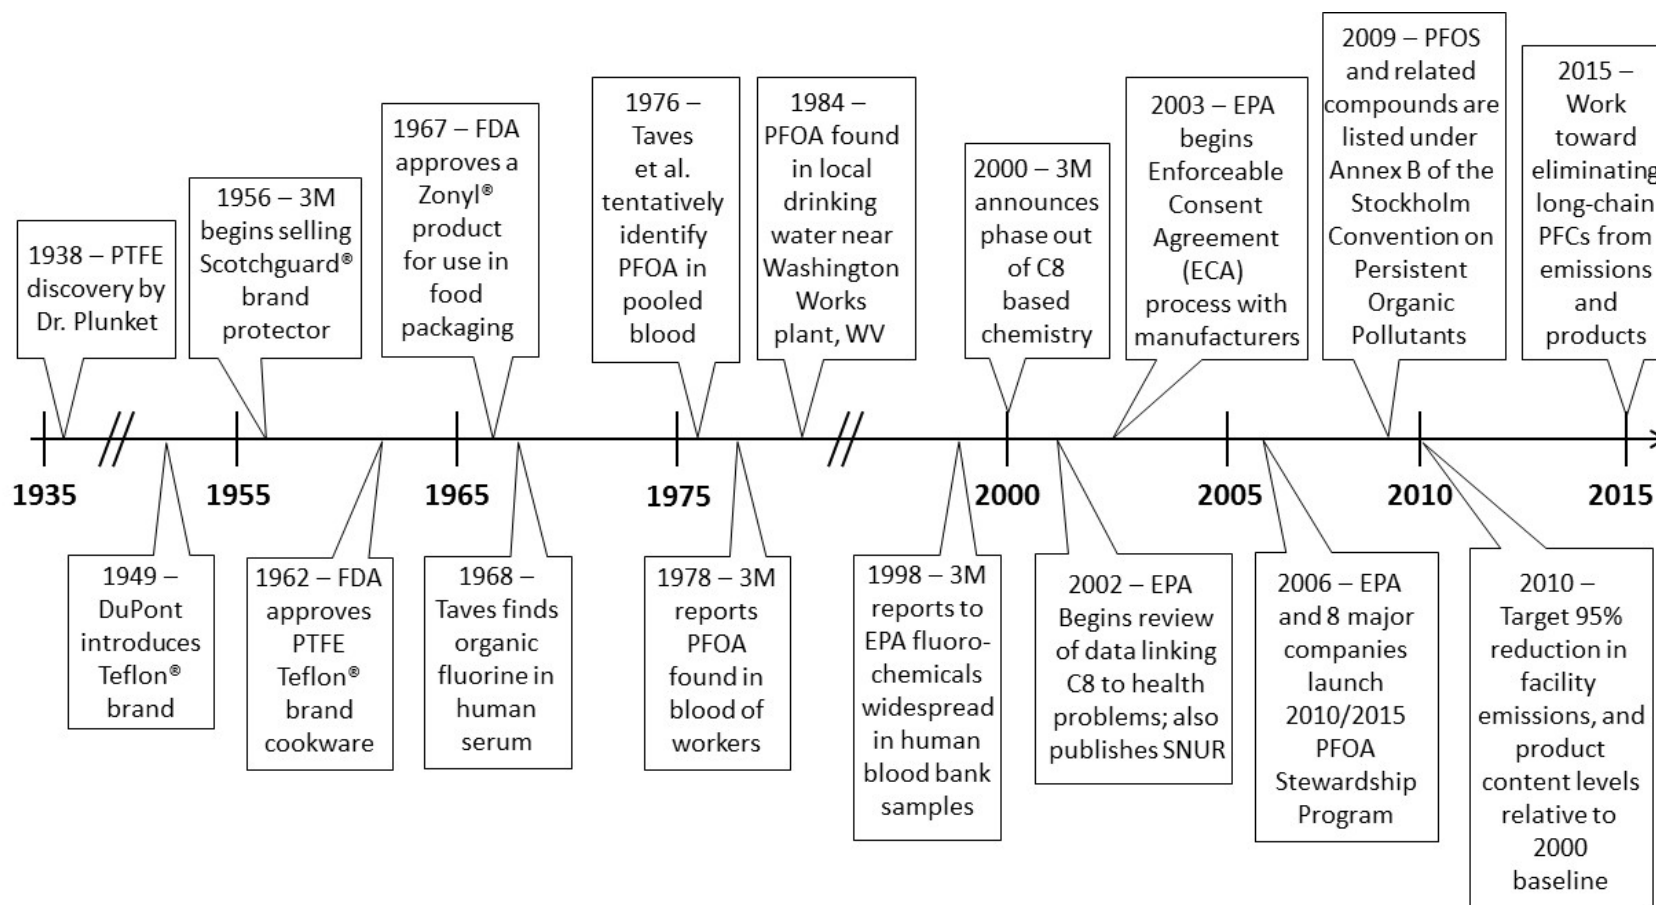 1938 – PTFE
discovery by
Dr. Plunket
1956 – 3M
begins selling
Scotchguard®
brand
protector
1967 – FDA
approves a
Zonyl®
product
for use in
food
packaging
1976 –
Taves
et al.
tentatively
identify
PFOA in
pooled
blood
1984 –
PFOA found
in local
drinking
water near
Washington
Works
plant, WV
2000 – 3M
announces
phase out
of C8
based
chemistry
2003 – EPA
begins
Enforceable
Consent
Agreement
(ECA)
process with
manufacturers
2009 – PFOS
and related
compounds are
listed under
Annex B of the
Stockholm
Convention on
Persistent
Organic
Pollutants
2015 –
Work
toward
eliminating
long-chain
PFCs from
emissions
and
products
1935
1955
1965
1975
2000
2005
2010
2015
1949 –
DuPont
introduces
Teflon®
brand
1962 – FDA
approves
PTFE
Teflon®
brand
cookware
1968 –
Taves finds
organic
fluorine in
human
serum
1978 – 3M
reports
PFOA
found in
blood of
workers
1998 – 3M
reports to
EPA fluoro-
chemicals
widespread
in human
blood bank
samples
2002 – EPA
Begins review
of data linking
C8 to health
problems; also
publishes SNUR
2006 – EPA
and 8 major
companies
launch
2010/2015
PFOA
Stewardship
Program
2010 –
Target 95%
reduction in
facility
emissions, and
product
content levels
relative to
2000
baseline